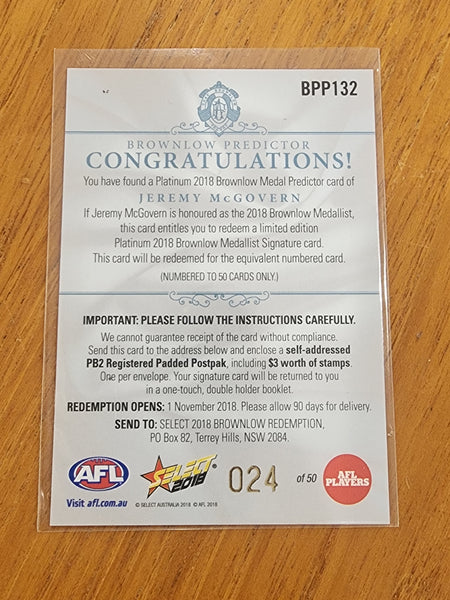 BPP132
BROWNLOW PREDICTOR
CONGRATULATIONS!
You have found a Platinum 2018 Brownlow Medal Predictor card of
JEREMY McGOVERN
If Jeremy McGovern is honoured as the 2018 Brownlow Medallist,
this card entitles you to redeem a limited edition
Platinum 2018 Brownlow Medallist Signature card.
This card will be redeemed for the equivalent numbered card.
(NUMBERED TO 50 CARDS ONLY.)
IMPORTANT: PLEASE FOLLOW THE INSTRUCTIONS CAREFULLY.
We cannot guarantee receipt of the card without compliance.
Send this card to the address below and enclose a self-addressed
PB2 Registered Padded Postpak, including $3 worth of stamps.
One per envelope. Your signature card will be returned to you
in a one-touch, double holder booklet.
REDEMPTION OPENS: 1 November 2018. Please allow 90 days for delivery.
SEND TO: SELECT 2018 BROWNLOW REDEMPTION,
PO Box 82, Terrey Hills, NSW 2084.
AFL
Visit afl.com.au
SELECT
2018
®
024 of 50
AFL
PLAYERS
© SELECT AUSTRALIA 2018 © AFL 2018